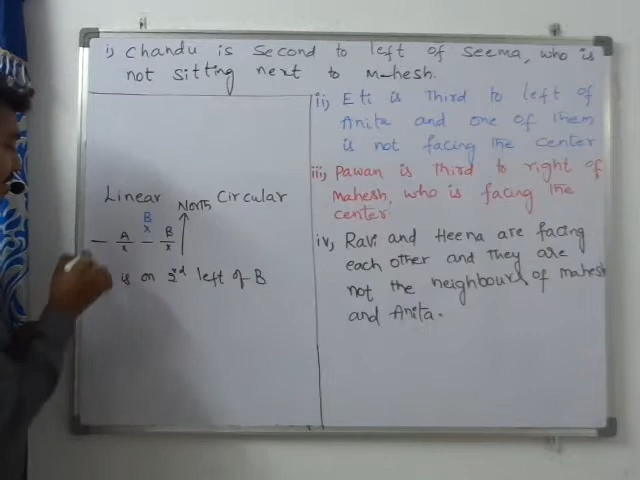 i) Chandu is Second to left of Seema, who is
not sitting next to Mahesh.
ii, Eti is Third to left of
Anita and one of Them
is not facing The center
iii, Pawan is Third to right of
Mahesh, who is facing The
center.
iv, Ravi and Heena are facing
each other and They are
not the neighbours of mahesh
and Anita.
Linear North Circular
B
x
– A – B
x x
is on 2nd left of B